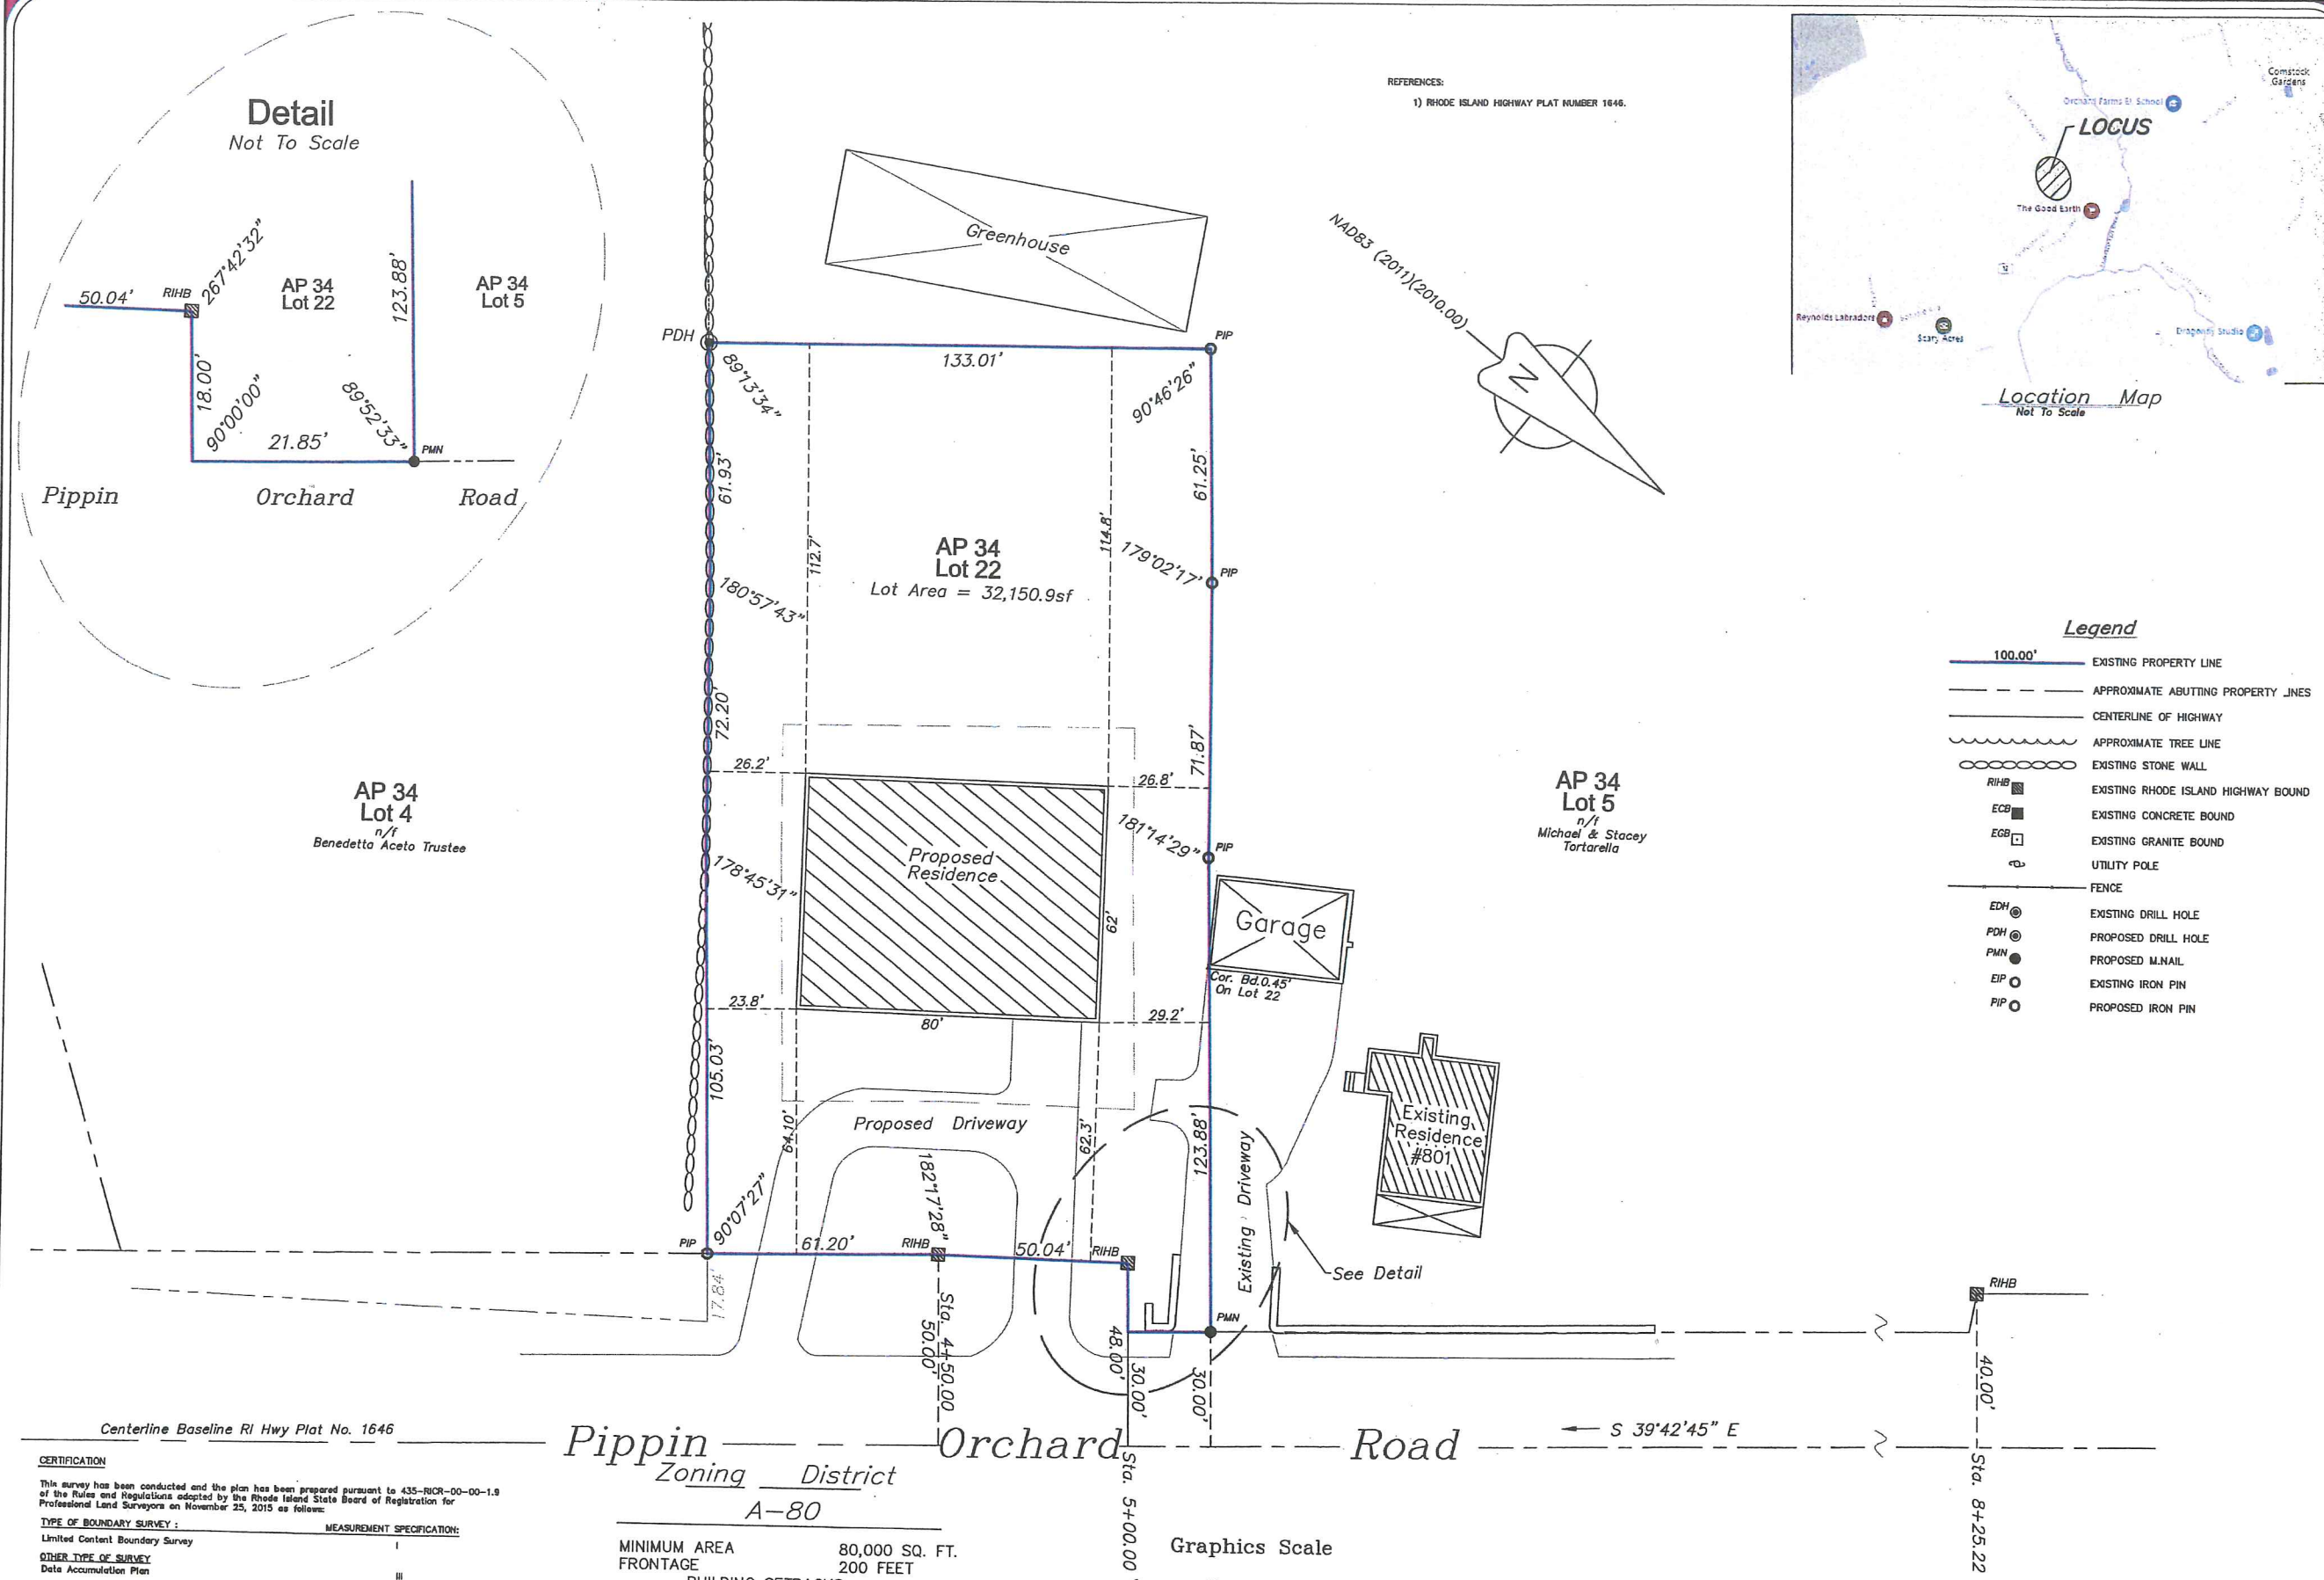 Detail
Not To Scale
50.04'
RIHB
267°42'32"
AP 34
Lot 22
123.88'
AP 34
Lot 5
18.00'
90°00'00"
89°52'33"
21.85'
PMN
Pippin Orchard Road
REFERENCES:
1) RHODE ISLAND HIGHWAY PLAT NUMBER 1646.
Comstock
Gardens
Orchard Farms El School
LOCUS
The Good Earth
Reynolds Labradors
Scary Acres
Dragonfly Studio
Location Map
Not To Scale
Greenhouse
NAD83 (2011)(2010.00)
N
PDH
PIP
133.01'
89°13'34"
90°46'26"
61.93'
61.25'
112.7'
114.8'
AP 34
Lot 22
Lot Area = 32,150.9sf
179°02'17'
PIP
180°57'43"
72.20'
71.87'
26.2'
26.8'
AP 34
Lot 4
n/f
Benedetta Aceto Trustee
AP 34
Lot 5
n/f
Michael & Stacey
Tortarella
Proposed
Residence
181°14'29"
PIP
178°45'31"
62'
Garage
Cor. Bd.0.45'
On Lot 22
23.8'
80'
29.2'
105.03'
Existing
Residence
#801
Proposed Driveway
64.10'
62.3'
123.88'
Existing Driveway
182°17'28"
90°07'27"
PIP
61.20'
RIHB
50.04'
RIHB
See Detail
17.84'
PMN
RIHB
Sta. 4+50.00
50.00'
48.00'
30.00'
30.00'
40.00'
Legend
100.00'
EXISTING PROPERTY LINE
APPROXIMATE ABUTTING PROPERTY LINES
CENTERLINE OF HIGHWAY
APPROXIMATE TREE LINE
EXISTING STONE WALL
RIHB EXISTING RHODE ISLAND HIGHWAY BOUND
ECB EXISTING CONCRETE BOUND
EGB EXISTING GRANITE BOUND
UTILITY POLE
FENCE
EDH EXISTING DRILL HOLE
PDH PROPOSED DRILL HOLE
PMN PROPOSED M.NAIL
EIP EXISTING IRON PIN
PIP PROPOSED IRON PIN
Centerline Baseline RI Hwy Plat No. 1646
Pippin Orchard Road
S 39°42'45" E
Sta. 5+00.00
Sta. 8+25.22
CERTIFICATION
This survey has been conducted and the plan has been prepared pursuant to 435-RICR-00-00-1.9
of the Rules and Regulations adopted by the Rhode Island State Board of Registration for
Professional Land Surveyors on November 25, 2015 as follows:
TYPE OF BOUNDARY SURVEY : MEASUREMENT SPECIFICATION:
Limited Content Boundary Survey I
OTHER TYPE OF SURVEY
Data Accumulation Plan III
Zoning District
A-80
MINIMUM AREA 80,000 SQ. FT.
FRONTAGE 200 FEET
Graphics Scale